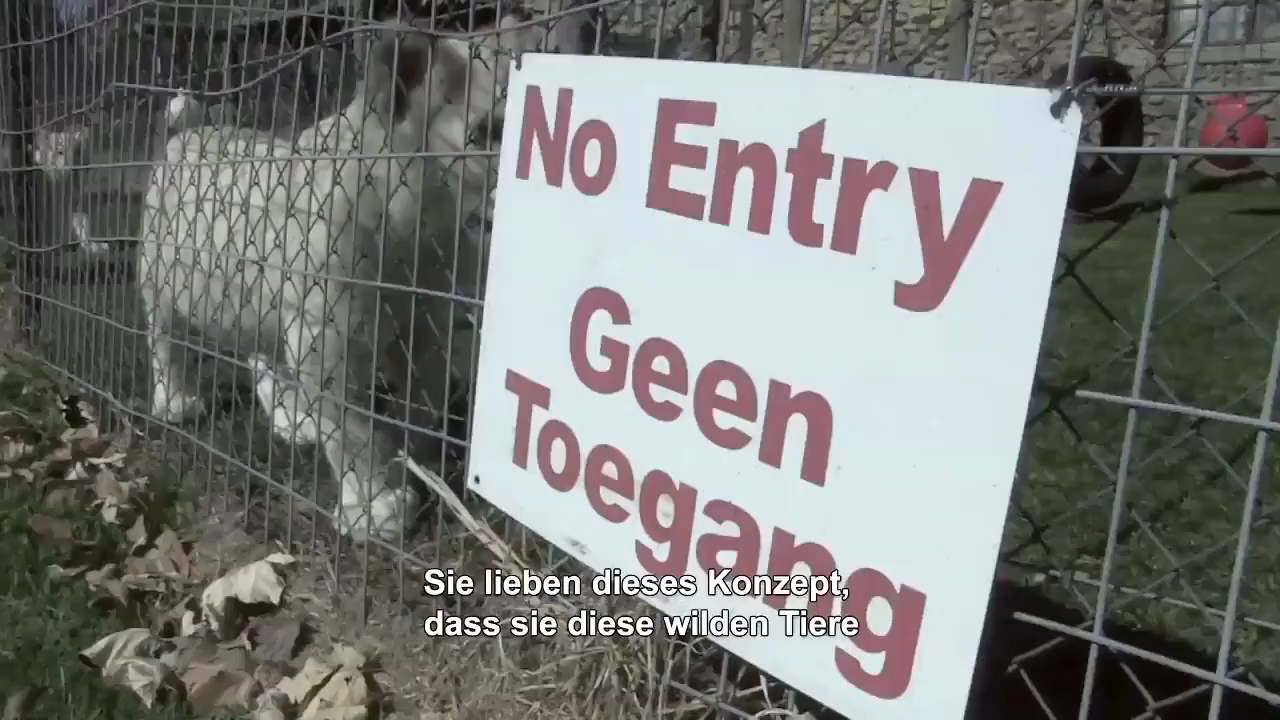 No Entry
Geen
Toegang
Sie lieben dieses Konzept,
dass sie diese wilden Tiere